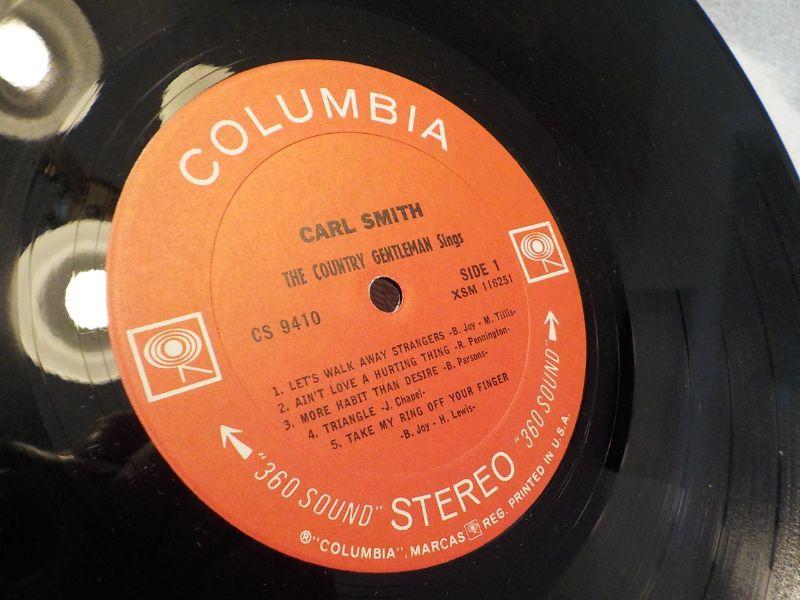 COLUMBIA
CARL SMITH
THE COUNTRY GENTLEMAN Sings
CS 9410
SIDE 1
XSM 116251
1. LET'S WALK AWAY STRANGERS -B. Joy - M. Tillis-
2. AIN'T LOVE A HURTING THING -R. Pennington-
3. MORE HABIT THAN DESIRE -B. Parsons-
4. TRIANGLE -J. Chapel-
5. TAKE MY RING OFF YOUR FINGER
-B. Joy - H. Lewis-
"360 SOUND" STEREO "360 SOUND"
®"COLUMBIA", MARCAS REG. PRINTED IN U.S.A.